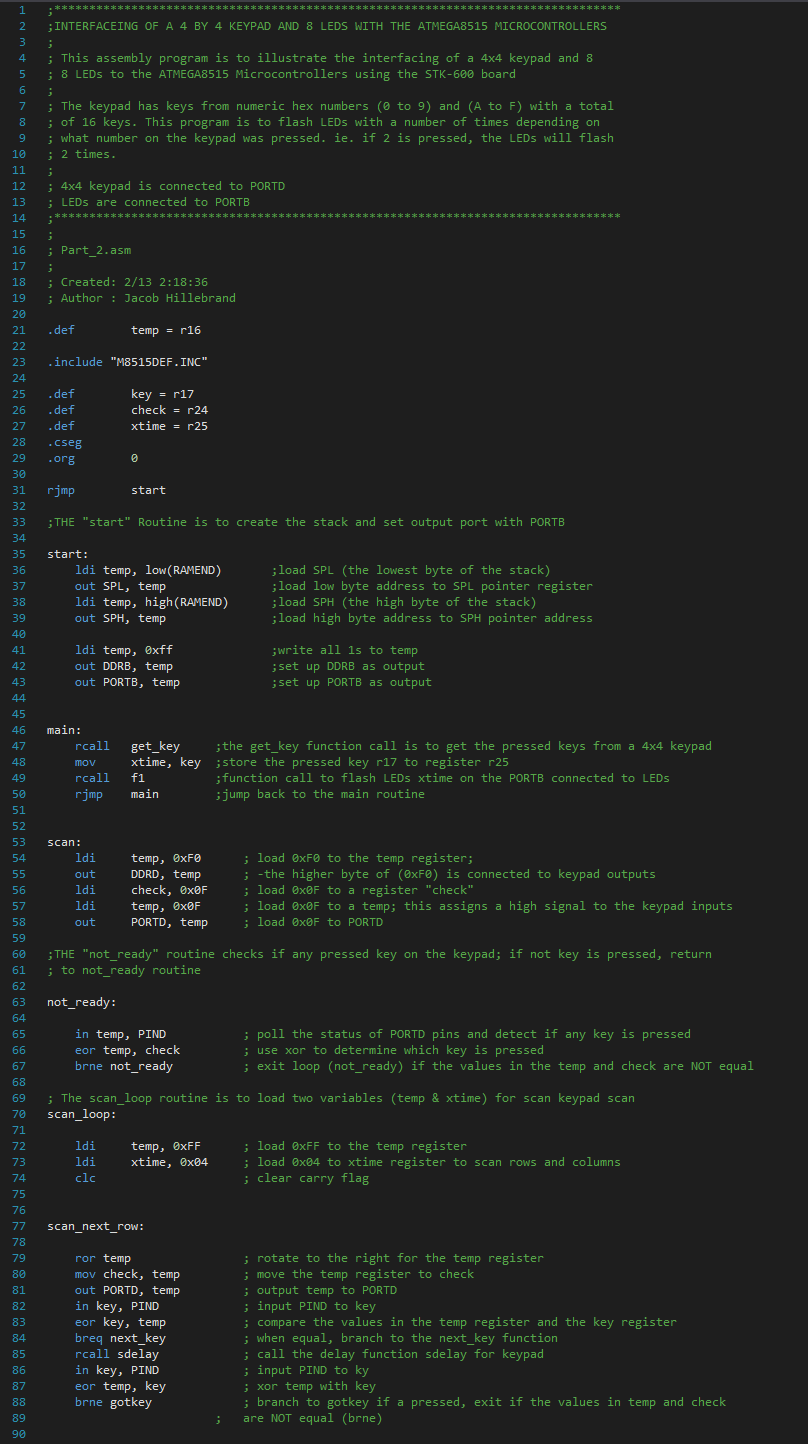 1 ;*********************************************************************************
2 ;INTERFACEING OF A 4 BY 4 KEYPAD AND 8 LEDS WITH THE ATMEGA8515 MICROCONTROLLERS
3 ;
4 ; This assembly program is to illustrate the interfacing of a 4x4 keypad and 8
5 ; 8 LEDs to the ATMEGA8515 Microcontrollers using the STK-600 board
6 ;
7 ; The keypad has keys from numeric hex numbers (0 to 9) and (A to F) with a total
8 ; of 16 keys. This program is to flash LEDs with a number of times depending on
9 ; what number on the keypad was pressed. ie. if 2 is pressed, the LEDs will flash
10 ; 2 times.
11 ;
12 ; 4x4 keypad is connected to PORTD
13 ; LEDs are connected to PORTB
14 ;*********************************************************************************
15 ;
16 ; Part_2.asm
17 ;
18 ; Created: 2/13 2:18:36
19 ; Author : Jacob Hillebrand
20
21 .def        temp = r16
22
23 .include "M8515DEF.INC"
24
25 .def        key = r17
26 .def        check = r24
27 .def        xtime = r25
28 .cseg
29 .org        0
30
31 rjmp        start
32
33 ;THE "start" Routine is to create the stack and set output port with PORTB
34
35 start:
36     ldi temp, low(RAMEND)       ;load SPL (the lowest byte of the stack)
37     out SPL, temp               ;load low byte address to SPL pointer register
38     ldi temp, high(RAMEND)      ;load SPH (the high byte of the stack)
39     out SPH, temp               ;load high byte address to SPH pointer address
40
41     ldi temp, 0xff              ;write all 1s to temp
42     out DDRB, temp              ;set up DDRB as output
43     out PORTB, temp             ;set up PORTB as output
44
45
46 main:
47     rcall   get_key     ;the get_key function call is to get the pressed keys from a 4x4 keypad
48     mov     xtime, key  ;store the pressed key r17 to register r25
49     rcall   f1          ;function call to flash LEDs xtime on the PORTB connected to LEDs
50     rjmp    main        ;jump back to the main routine
51
52
53 scan:
54     ldi     temp, 0xF0      ; load 0xF0 to the temp register;
55     out     DDRD, temp      ; -the higher byte of (0xF0) is connected to keypad outputs
56     ldi     check, 0x0F     ; load 0x0F to a register "check"
57     ldi     temp, 0x0F      ; load 0x0F to a temp; this assigns a high signal to the keypad inputs
58     out     PORTD, temp     ; load 0x0F to PORTD
59
60 ;THE "not_ready" routine checks if any pressed key on the keypad; if not key is pressed, return
61 ; to not_ready routine
62
63 not_ready:
64
65     in temp, PIND           ; poll the status of PORTD pins and detect if any key is pressed
66     eor temp, check         ; use xor to determine which key is pressed
67     brne not_ready          ; exit loop (not_ready) if the values in the temp and check are NOT equal
68
69 ; The scan_loop routine is to load two variables (temp & xtime) for scan keypad scan
70 scan_loop:
71
72     ldi     temp, 0xFF      ; load 0xFF to the temp register
73     ldi     xtime, 0x04     ; load 0x04 to xtime register to scan rows and columns
74     clc                     ; clear carry flag
75
76
77 scan_next_row:
78
79     ror temp                ; rotate to the right for the temp register
80     mov check, temp         ; move the temp register to check
81     out PORTD, temp         ; output temp to PORTD
82     in key, PIND            ; input PIND to key
83     eor key, temp           ; compare the values in the temp register and the key register
84     breq next_key           ; when equal, branch to the next_key function
85     rcall sdelay            ; call the delay function sdelay for keypad
86     in key, PIND            ; input PIND to ky
87     eor temp, key           ; xor temp with key
88     brne gotkey             ; branch to gotkey if a pressed, exit if the values in temp and check
89                         ;   are NOT equal (brne)
90